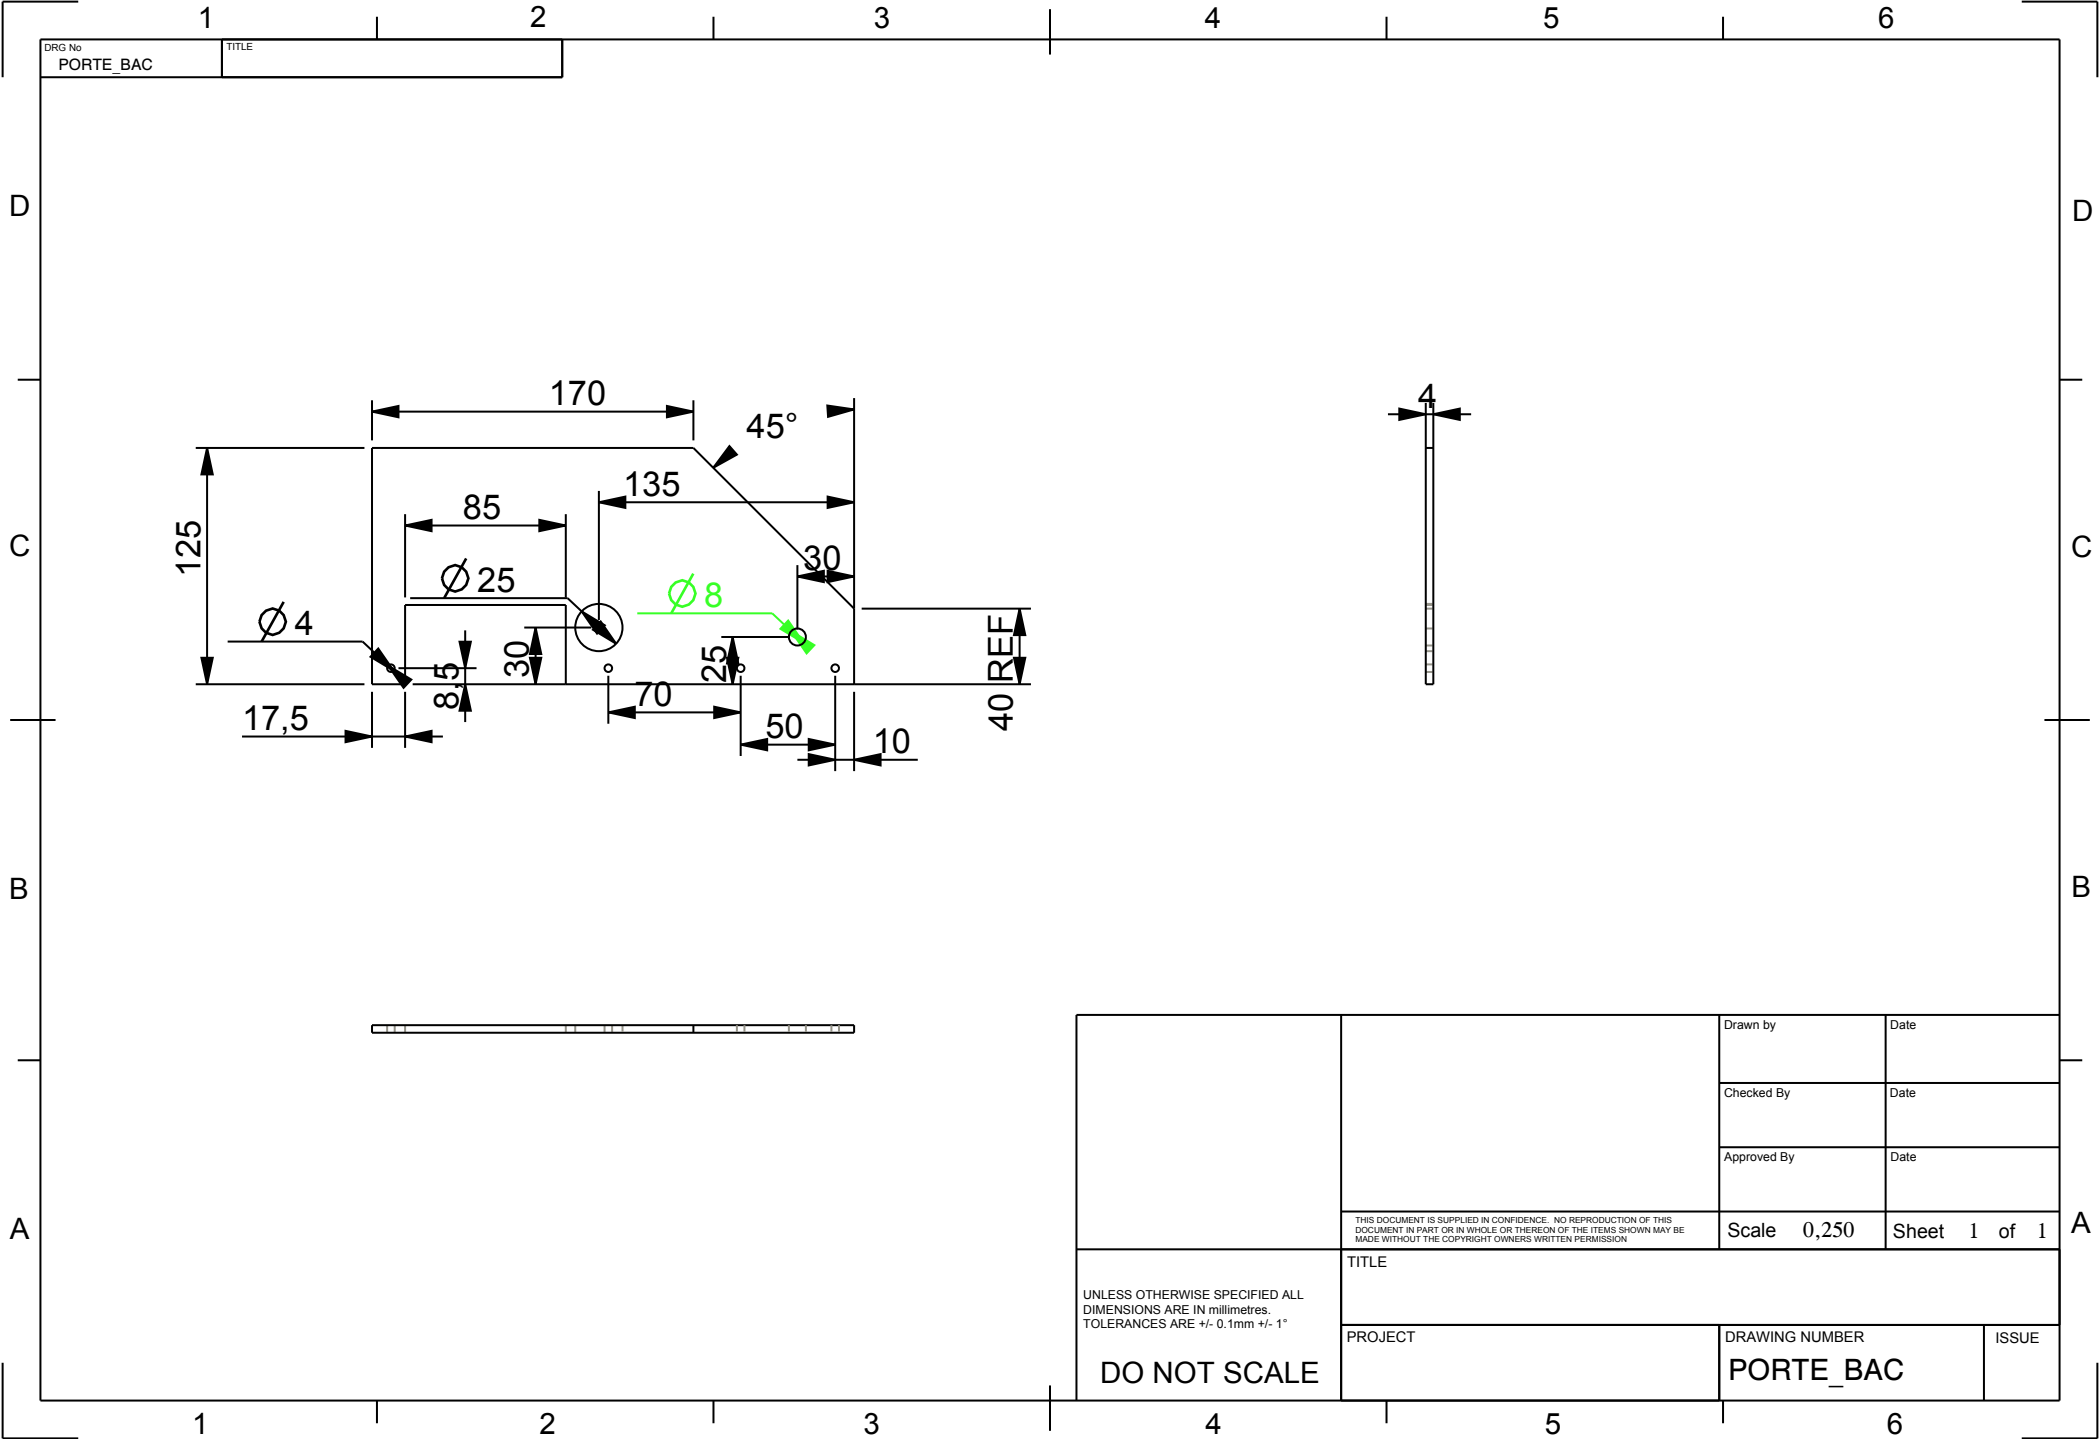 1 2 3 4 5 6
DRG No
TITLE
PORTE_BAC
D D
170
4
45°
135
85
125
C C
30
Ø 25
Ø 8
Ø 4
30
25
8,5
40 REF
70
17,5
50
10
B B
Drawn by
Date
Checked By
Date
Approved By
Date
A A
THIS DOCUMENT IS SUPPLIED IN CONFIDENCE. NO REPRODUCTION OF THIS
DOCUMENT IN PART OR IN WHOLE OR THEREON OF THE ITEMS SHOWN MAY BE
MADE WITHOUT THE COPYRIGHT OWNERS WRITTEN PERMISSION
Scale 0,250
Sheet 1 of 1
TITLE
UNLESS OTHERWISE SPECIFIED ALL
DIMENSIONS ARE IN millimetres.
TOLERANCES ARE +/- 0.1mm +/- 1°
DO NOT SCALE
PROJECT
DRAWING NUMBER
PORTE_BAC
ISSUE
1 2 3 4 5 6